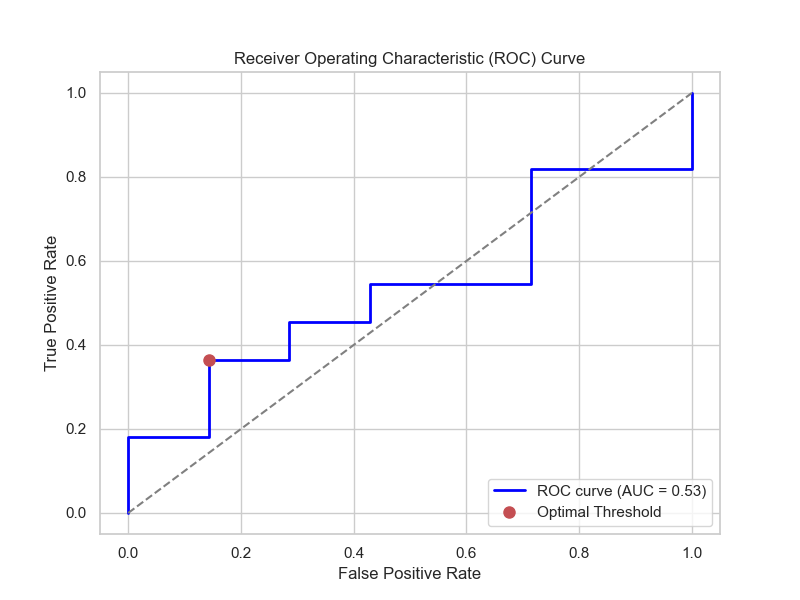 Receiver Operating Characteristic (ROC) Curve
1.0
0.8
0.6
0.4
0.2
0.0
True Positive Rate
0.0 0.2 0.4 0.6 0.8 1.0
False Positive Rate
ROC curve (AUC = 0.53)
Optimal Threshold